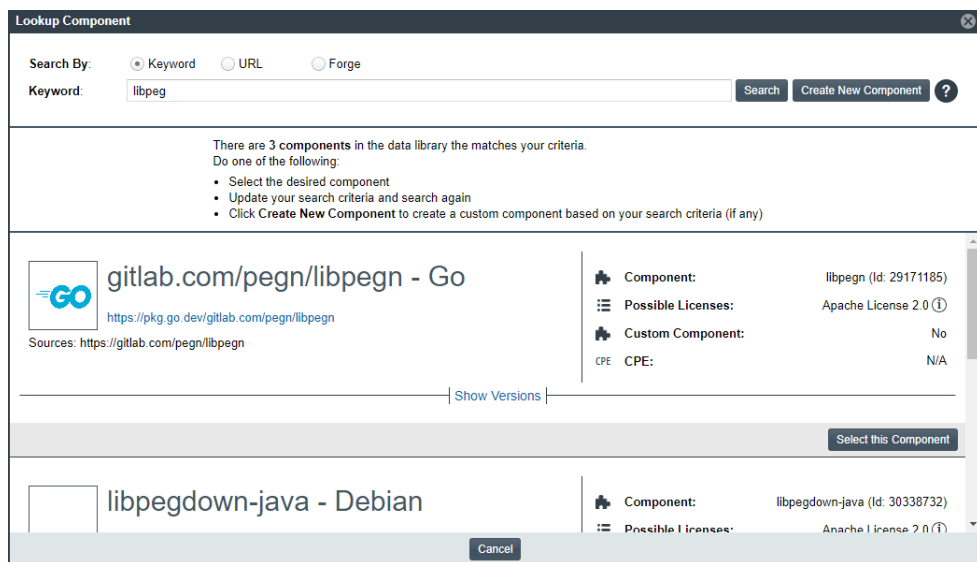 Lookup Component
Search By: Keyword URL Forge
Keyword: libpeg Search Create New Component ?
There are 3 components in the data library the matches your criteria.
Do one of the following:
• Select the desired component
• Update your search criteria and search again
• Click Create New Component to create a custom component based on your search criteria (if any)
GO
gitlab.com/pegn/libpegn - Go
https://pkg.go.dev/gitlab.com/pegn/libpegn
Sources: https://gitlab.com/pegn/libpegn
Component: libpegn (Id: 29171185)
Possible Licenses: Apache License 2.0 i
Custom Component: No
CPE CPE: N/A
Show Versions
Select this Component
libpegdown-java - Debian
Component: libpegdown-java (Id: 30338732)
Possible Licenses: Apache License 2.0 i
Cancel